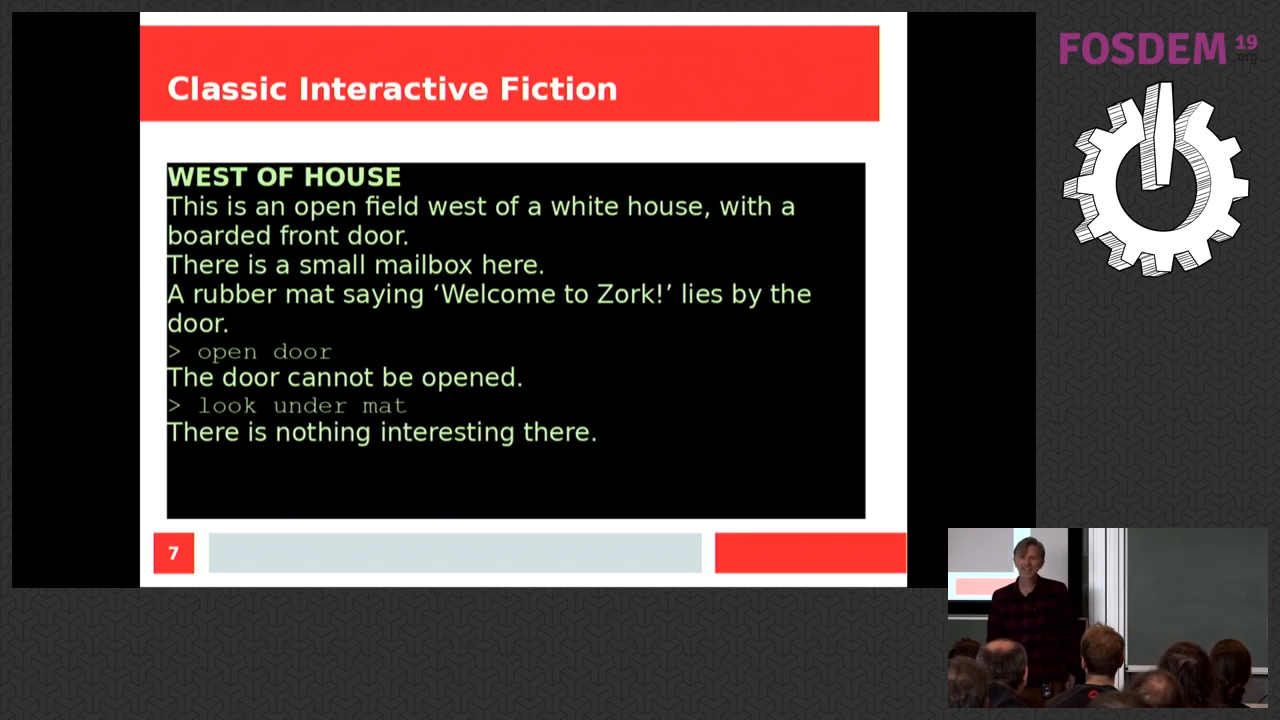 Classic Interactive Fiction
WEST OF HOUSE
This is an open field west of a white house, with a
boarded front door.
There is a small mailbox here.
A rubber mat saying ‘Welcome to Zork!’ lies by the
door.
> open door
The door cannot be opened.
> look under mat
There is nothing interesting there.
7
FOSDEM 19
.org